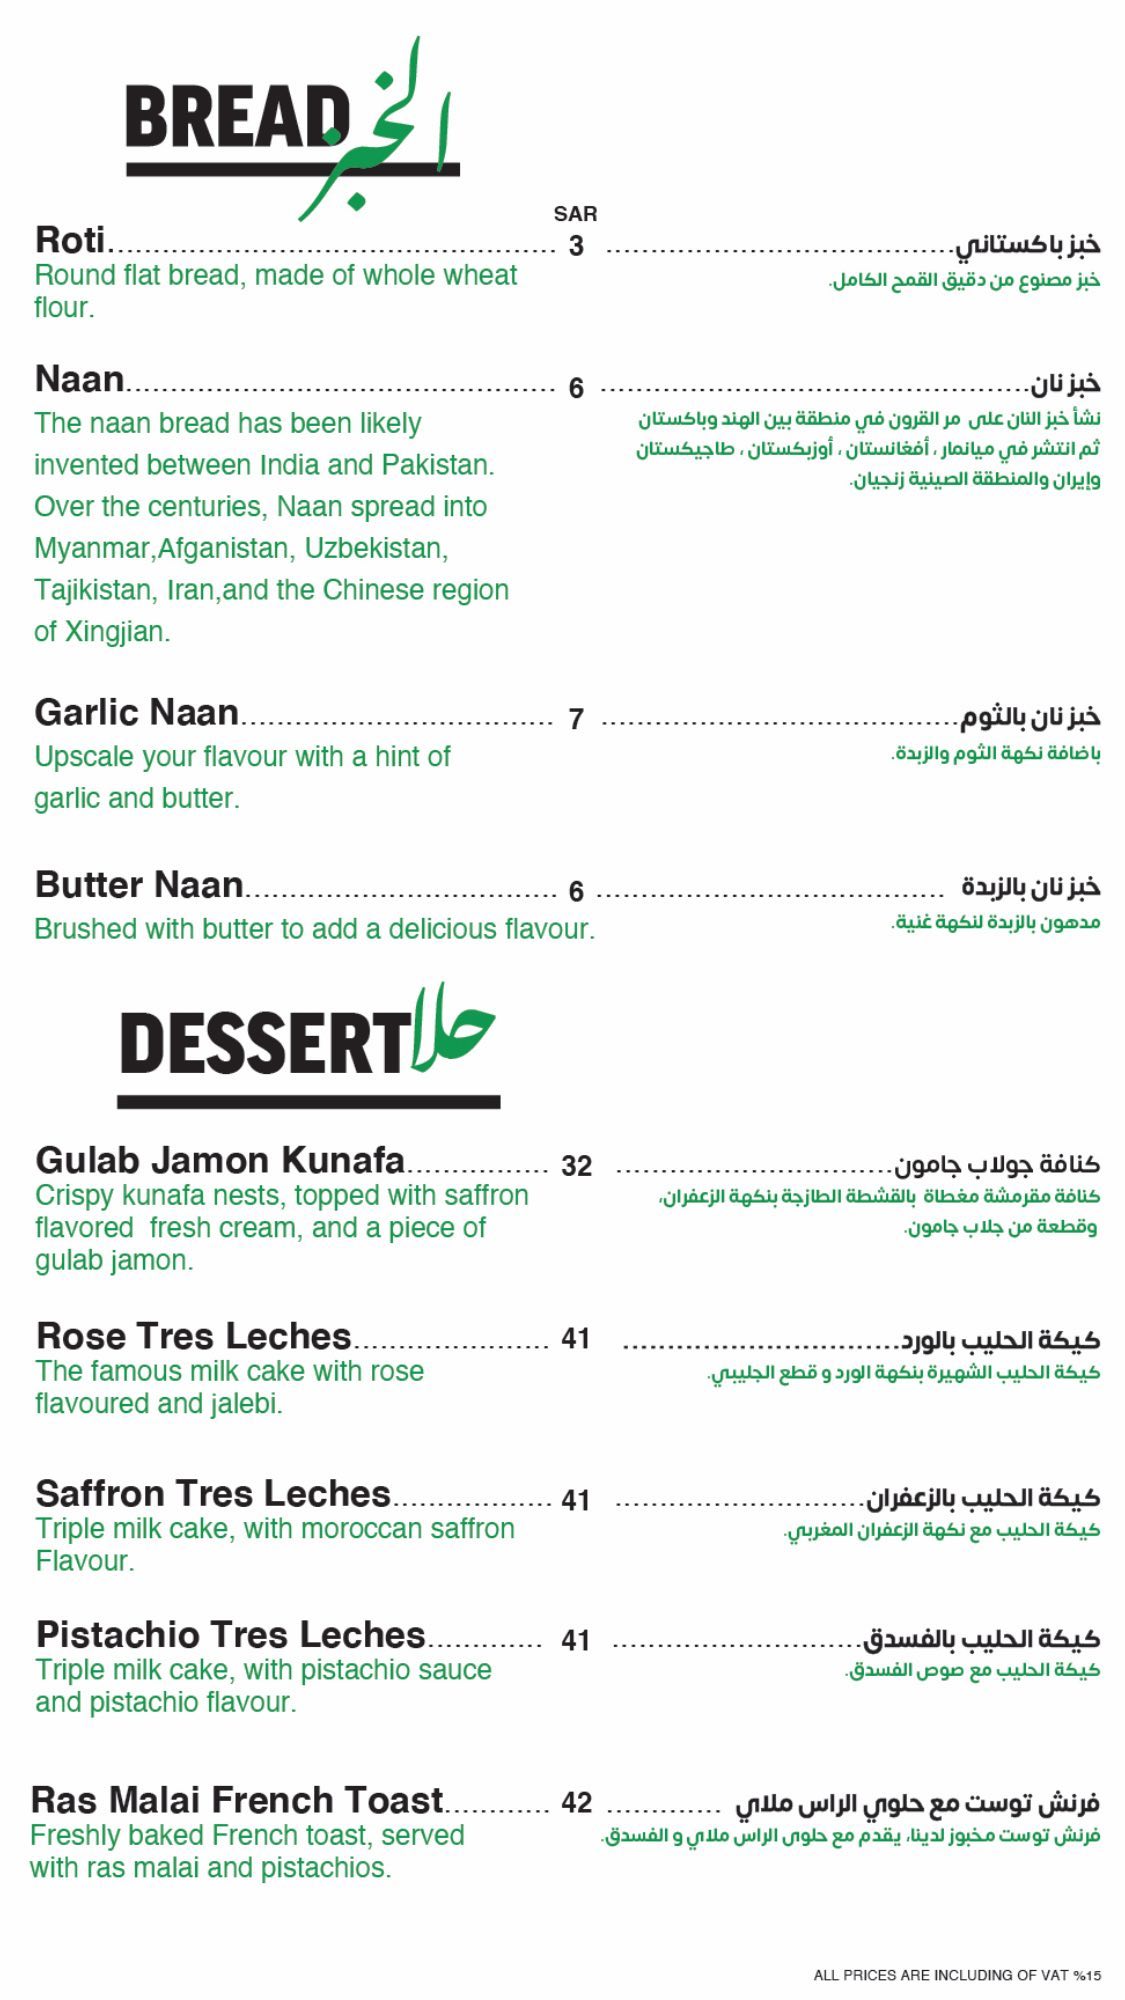 BREAD الخبز
SAR
Roti................................................ 3 .....................................خبز باكستاني
Round flat bread, made of whole wheat
flour.
خبز مصنوع من دقيق القمح الكامل.
Naan.............................................. 6 ..............................................خبز نان
The naan bread has been likely
invented between India and Pakistan.
Over the centuries, Naan spread into
Myanmar,Afganistan, Uzbekistan,
Tajikistan, Iran,and the Chinese region
of Xingjian.
نشأ خبز النان على مر القرون في منطقة بين الهند وباكستان
ثم انتشر في ميانمار ، أفغانستان ، أوزبكستان ، طاجيكستان
وإيران والمنطقة الصينية زنجيان.
Garlic Naan.................................. 7 ......................................خبز نان بالثوم
Upscale your flavour with a hint of
garlic and butter.
باضافة نكهة الثوم والزبدة.
Butter Naan.................................. 6 ..................................... خبز نان بالزبدة
Brushed with butter to add a delicious flavour.
مدهون بالزبدة لنكهة غنية.
DESSERT حلا
Gulab Jamon Kunafa................ 32 ..............................كنافة جولاب جامون
Crispy kunafa nests, topped with saffron
flavored fresh cream, and a piece of
gulab jamon.
كنافة مقرمشة مغطاة بالقشطة الطازجة بنكهة الزعفران،
وقطعة من جلاب جامون.
Rose Tres Leches...................... 41 ..............................كيكة الحليب بالورد
The famous milk cake with rose
flavoured and jalebi.
كيكة الحليب الشهيرة بنكهة الورد و قطع الجليبي.
Saffron Tres Leches.................. 41 ...........................كيكة الحليب بالزعفران
Triple milk cake, with moroccan saffron
Flavour.
كيكة الحليب مع نكهة الزعفران المغربي.
Pistachio Tres Leches............. 41 ...........................كيكة الحليب بالفسدق
Triple milk cake, with pistachio sauce
and pistachio flavour.
كيكة الحليب مع صوص الفسدق.
Ras Malai French Toast............ 42 ............. فرنش توست مع حلوي الراس ملاي
Freshly baked French toast, served
with ras malai and pistachios.
فرنش توست مخبوز لدينا، يقدم مع حلوى الراس ملاي و الفسدق.
ALL PRICES ARE INCLUDING OF VAT %15